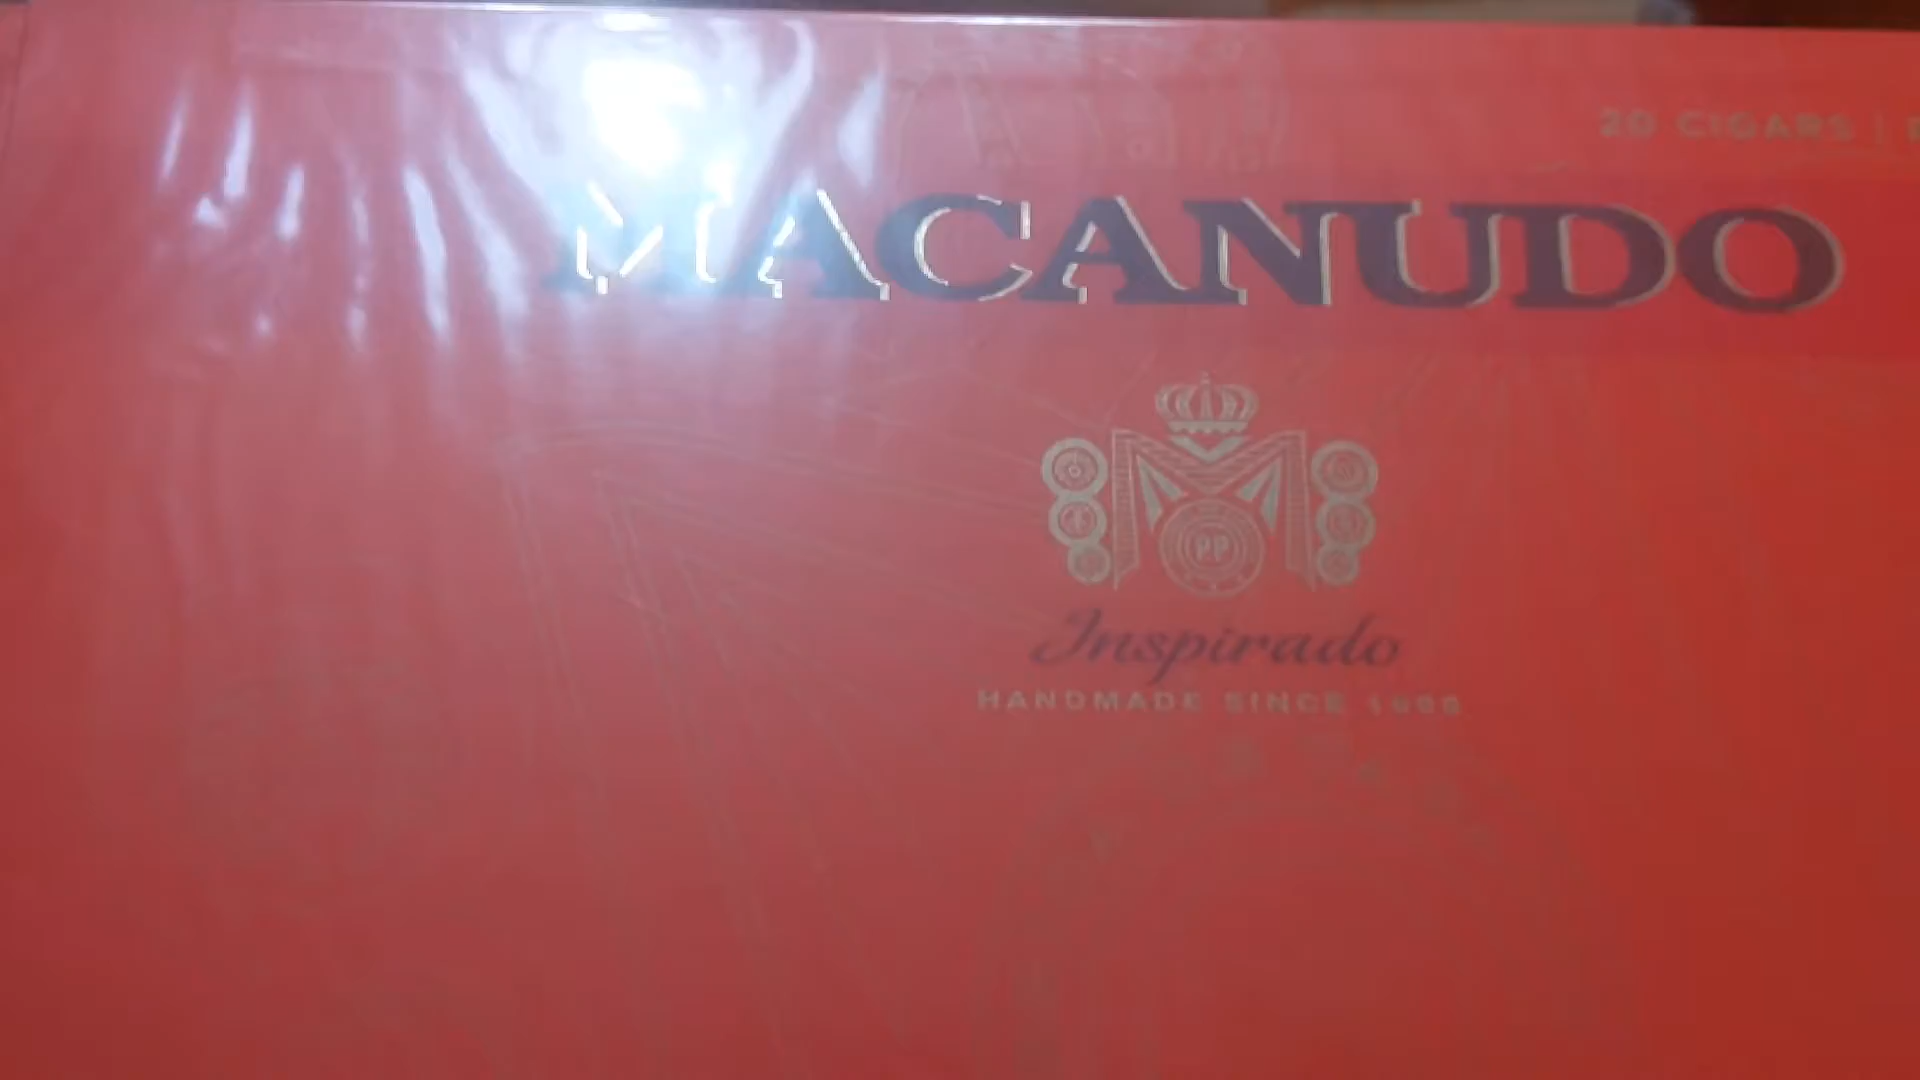 20 CIGARS |
MACANUDO
PP
Inspirado
HANDMADE SINCE